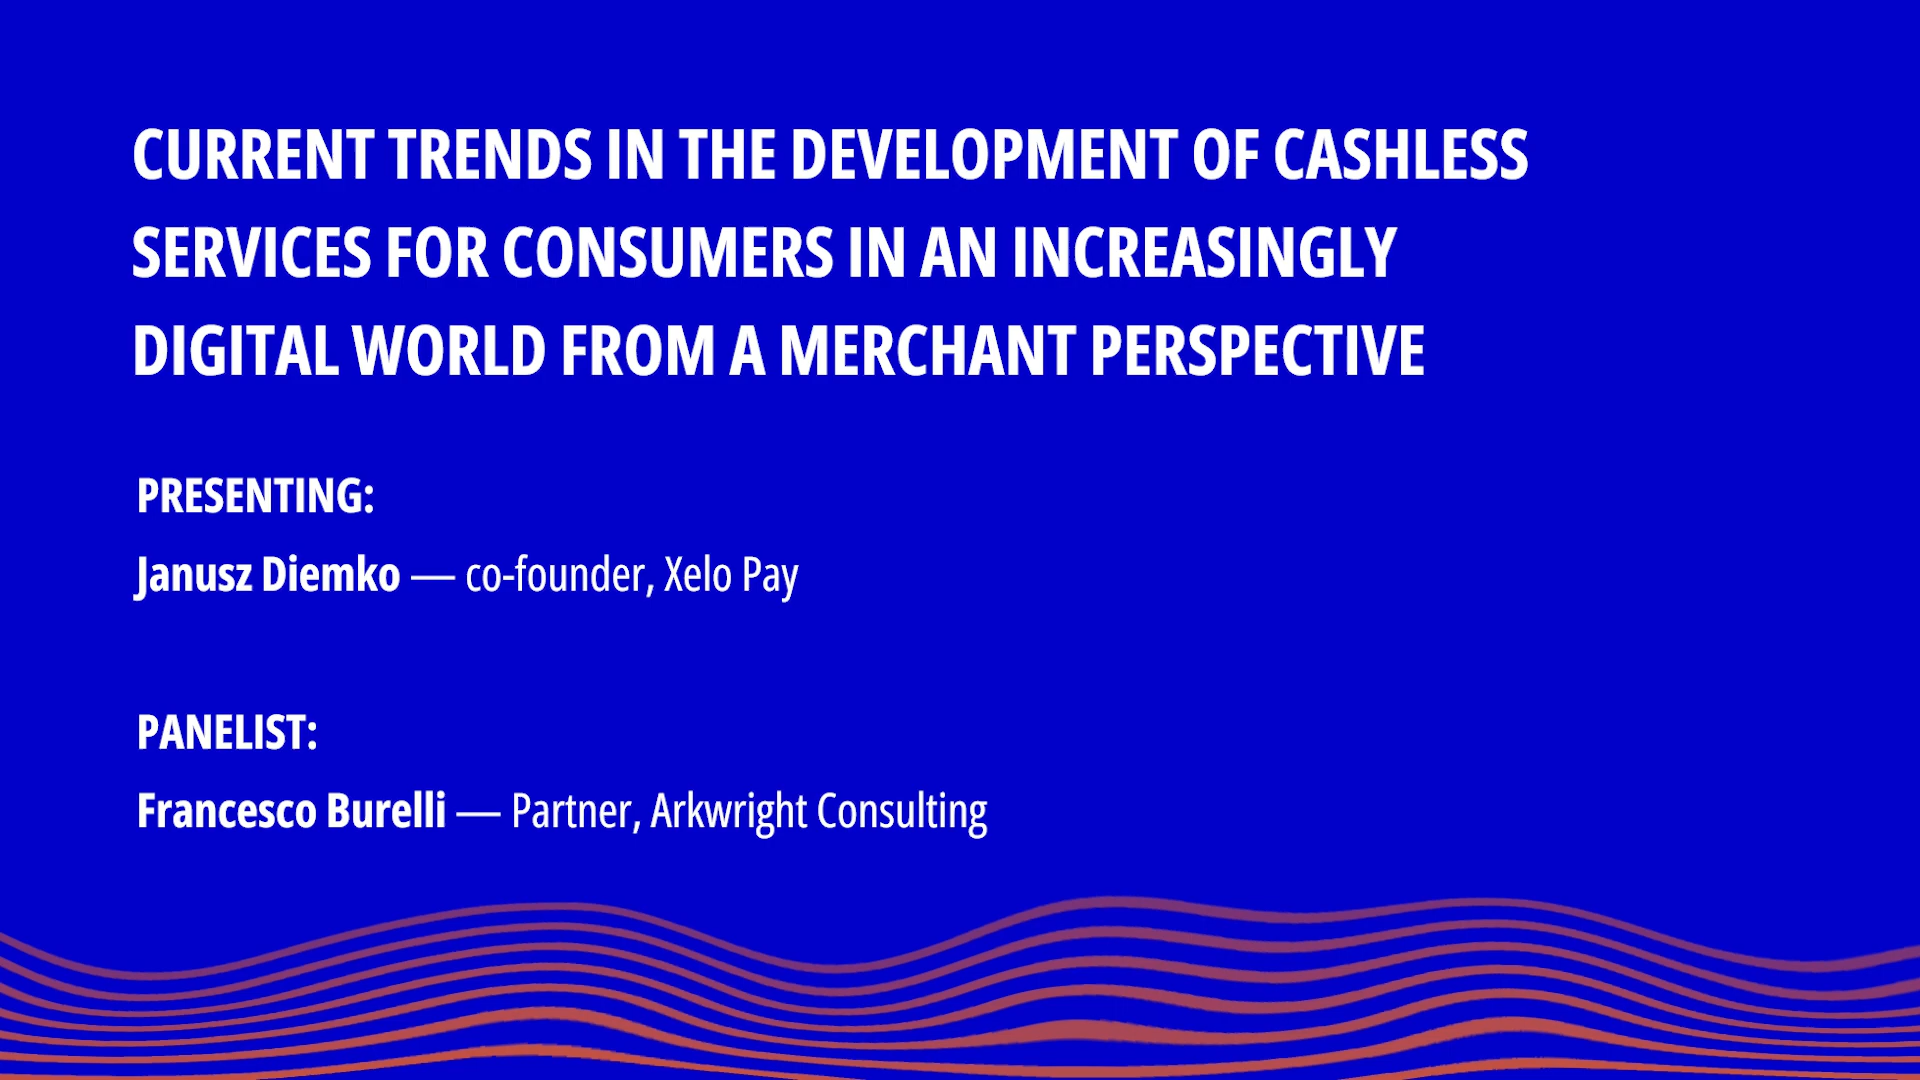 CURRENT TRENDS IN THE DEVELOPMENT OF CASHLESS
SERVICES FOR CONSUMERS IN AN INCREASINGLY
DIGITAL WORLD FROM A MERCHANT PERSPECTIVE
PRESENTING:
Janusz Diemko — co-founder, Xelo Pay
PANELIST:
Francesco Burelli — Partner, Arkwright Consulting